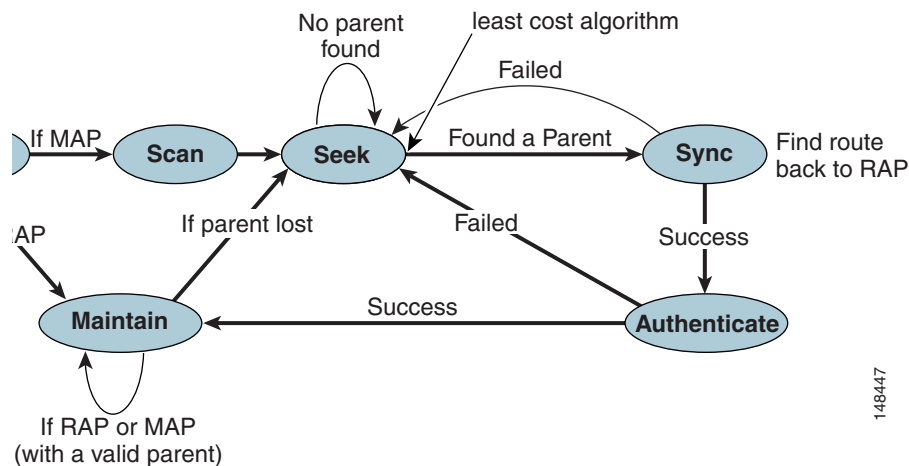 No parent
found
least cost algorithm
Failed
If MAP
Scan
Seek
Found a Parent
Sync
Find route
back to RAP
If parent lost
Failed
Success
AP
Maintain
Success
Authenticate
If RAP or MAP
(with a valid parent)
148447